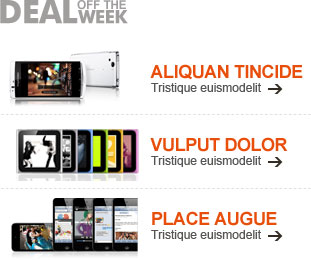 DEAL OFF THE
WEEK
ALIQUAN TINCIDE
Tristique euismodelit →
VULPUT DOLOR
Tristique euismodelit →
PLACE AUGUE
Tristique euismodelit →